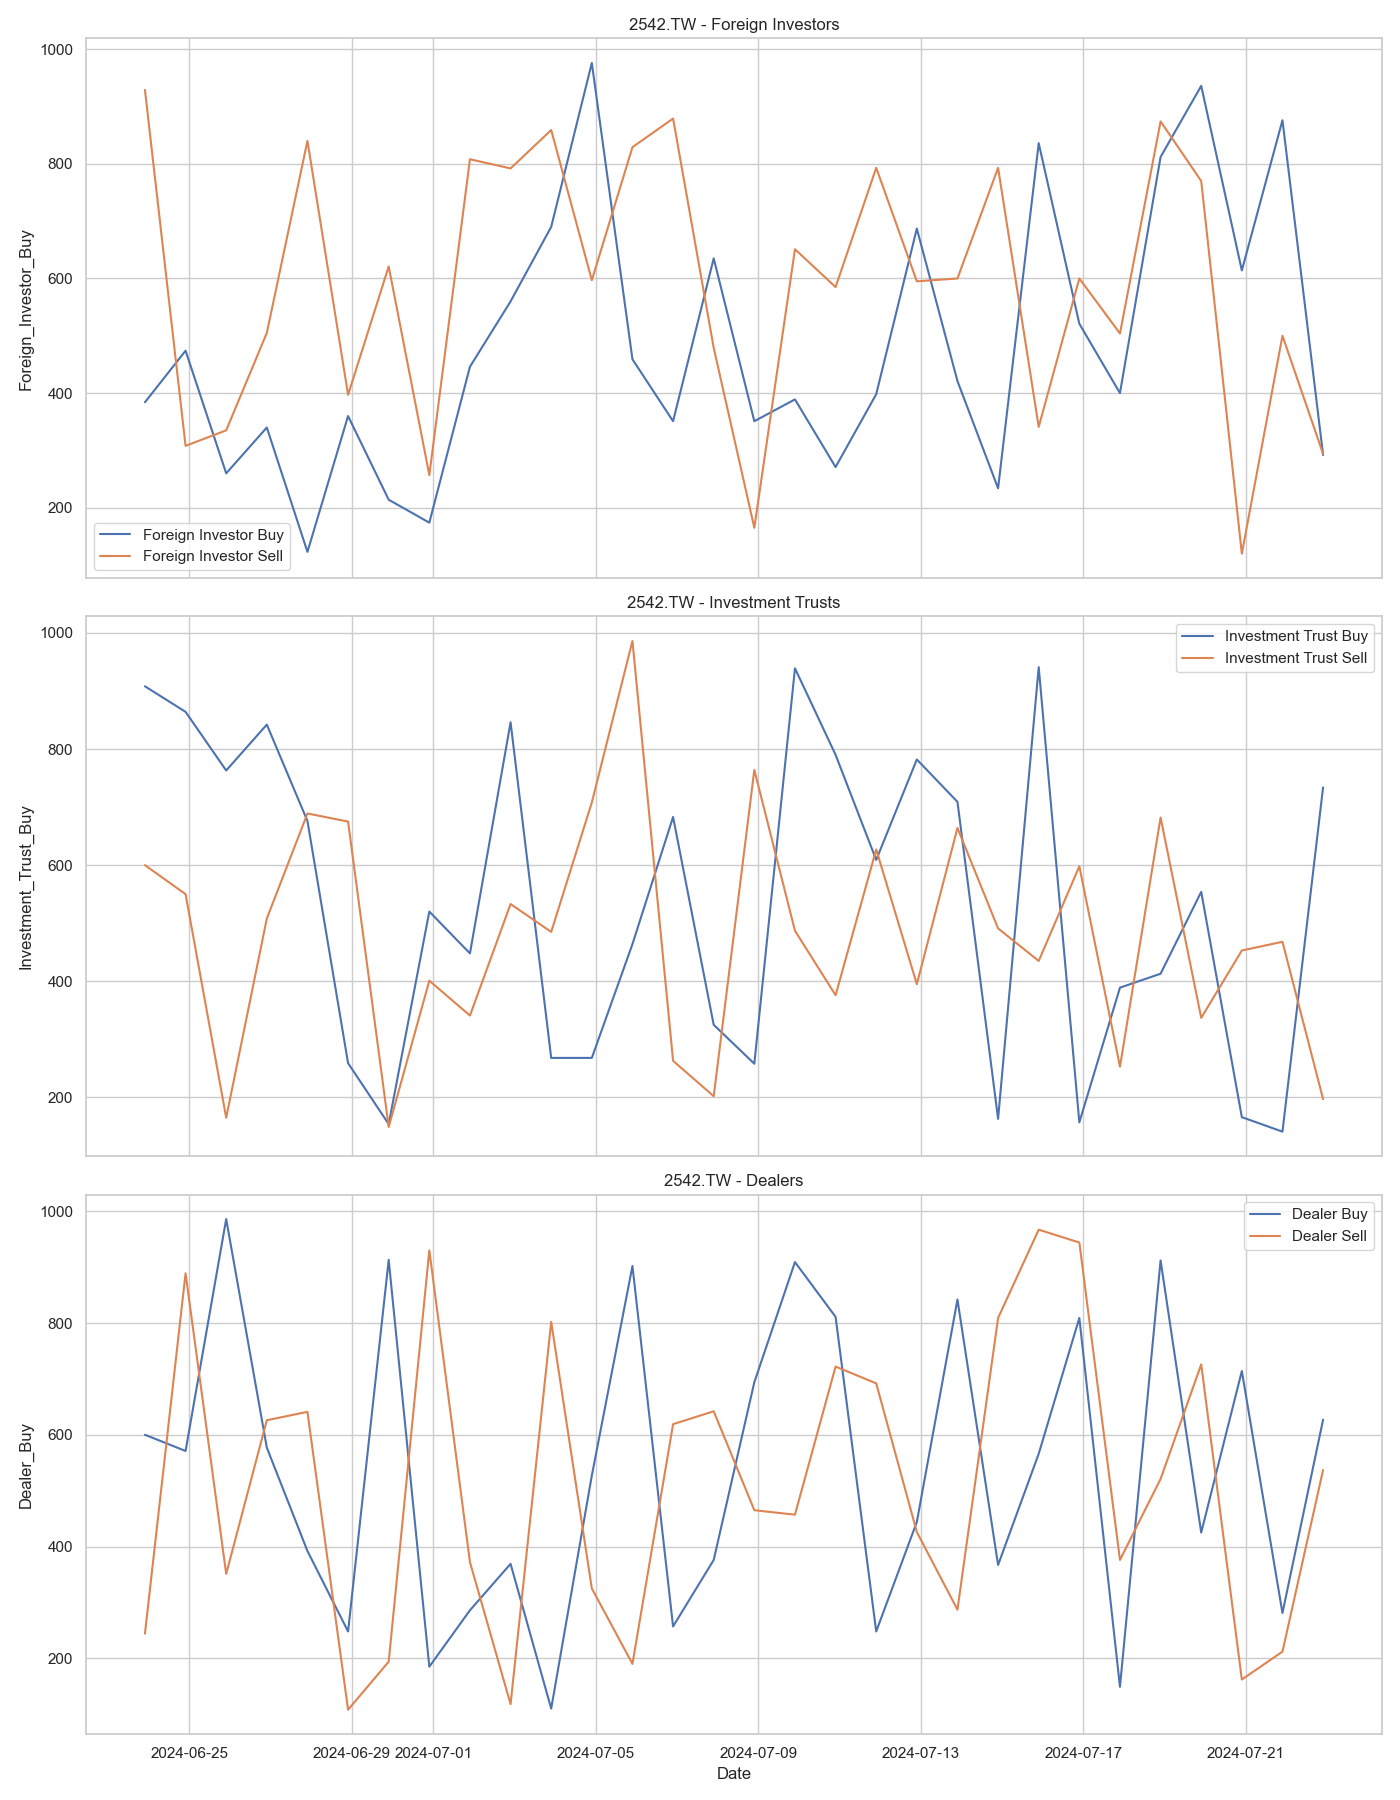 2542.TW - Foreign Investors
1000
800
600
400
200
Foreign_Investor_Buy
Foreign Investor Buy
Foreign Investor Sell
2542.TW - Investment Trusts
1000
800
600
400
200
Investment_Trust_Buy
Investment Trust Buy
Investment Trust Sell
2542.TW - Dealers
1000
800
600
400
200
Dealer_Buy
Dealer Buy
Dealer Sell
2024-06-25 2024-06-29 2024-07-01 2024-07-05 2024-07-09 2024-07-13 2024-07-17 2024-07-21
Date